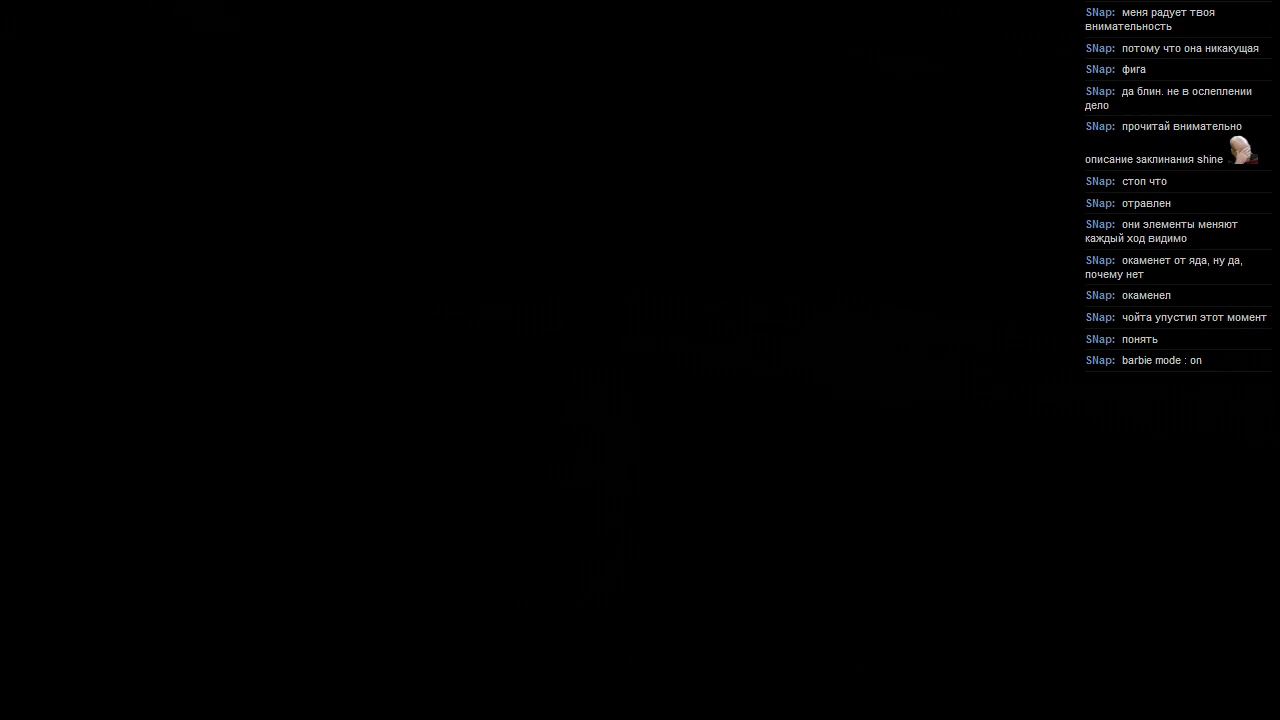 SNap: меня радует твоя
внимательность
SNap: потому что она никакущая
SNap: фига
SNap: да блин. не в ослеплении
дело
SNap: прочитай внимательно
описание заклинания shine
SNap: стоп что
SNap: отравлен
SNap: они элементы меняют
каждый ход видимо
SNap: окаменет от яда, ну да,
почему нет
SNap: окаменел
SNap: чойта упустил этот момент
SNap: понять
SNap: barbie mode : on